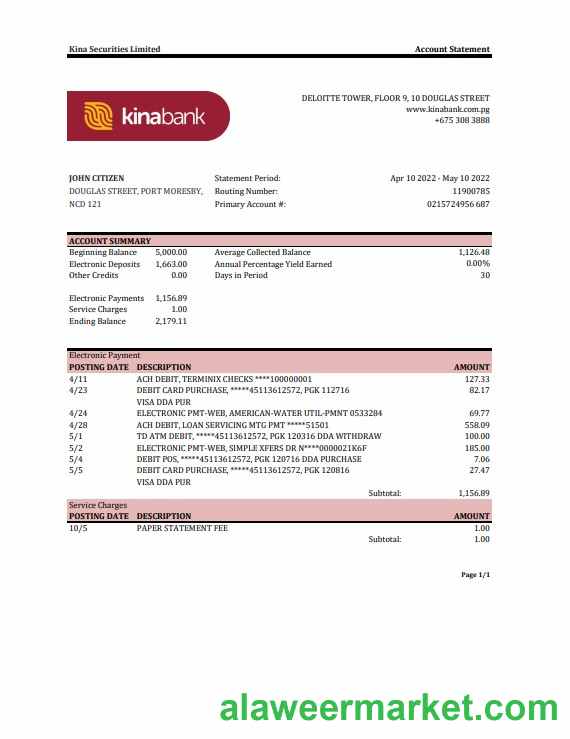 Kina Securities Limited Account Statement
kinabank
DELOITTE TOWER, FLOOR 9, 10 DOUGLAS STREET
www.kinabank.com.pg
+675 308 3888
JOHN CITIZEN Statement Period: Apr 10 2022 - May 10 2022
DOUGLAS STREET, PORT MORESBY, Routing Number: 11900785
NCD 121 Primary Account #: 0215724956 687
ACCOUNT SUMMARY
Beginning Balance 5,000.00 Average Collected Balance 1,126.48
Electronic Deposits 1,663.00 Annual Percentage Yield Earned 0.00%
Other Credits 0.00 Days in Period 30
Electronic Payments 1,156.89
Service Charges 1.00
Ending Balance 2,179.11
Electronic Payment
POSTING DATE DESCRIPTION AMOUNT
4/11 ACH DEBIT, TERMINIX CHECKS ****100000001 127.33
4/23 DEBIT CARD PURCHASE, *****45113612572, PGK 112716 82.17
VISA DDA PUR
4/24 ELECTRONIC PMT-WEB, AMERICAN-WATER UTIL-PMNT 0533284 69.77
4/28 ACH DEBIT, LOAN SERVICING MTG PMT *****51501 558.09
5/1 TD ATM DEBIT, *****45113612572, PGK 120316 DDA WITHDRAW 100.00
5/2 ELECTRONIC PMT-WEB, SIMPLE XFERS DR N****0000021K6F 185.00
5/4 DEBIT POS, *****45113612572, PGK 120716 DDA PURCHASE 7.06
5/5 DEBIT CARD PURCHASE, *****45113612572, PGK 120816 27.47
VISA DDA PUR
Subtotal: 1,156.89
Service Charges
POSTING DATE DESCRIPTION AMOUNT
10/5 PAPER STATEMENT FEE 1.00
Subtotal: 1.00
Page 1/1
alaweermarket.com